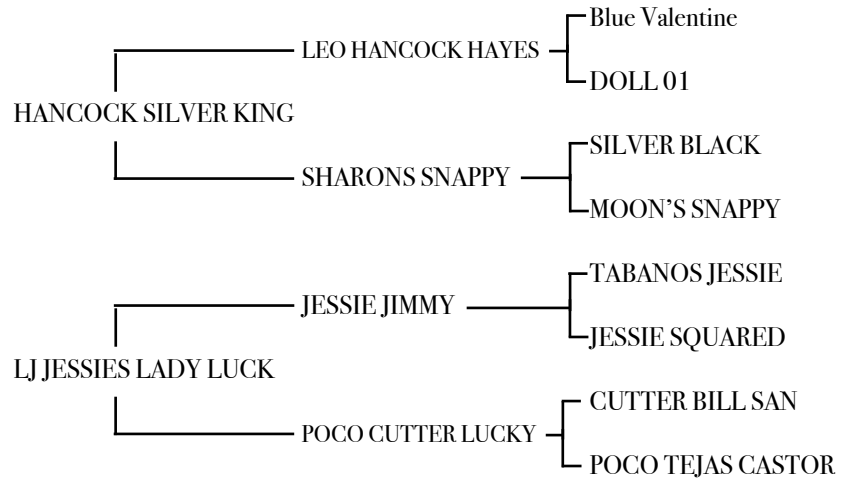 Blue Valentine
LEO HANCOCK HAYES
DOLL 01
HANCOCK SILVER KING
SILVER BLACK
SHARONS SNAPPY
MOON'S SNAPPY
TABANOS JESSIE
JESSIE JIMMY
JESSIE SQUARED
LJ JESSIES LADY LUCK
CUTTER BILL SAN
POCO CUTTER LUCKY
POCO TEJAS CASTOR